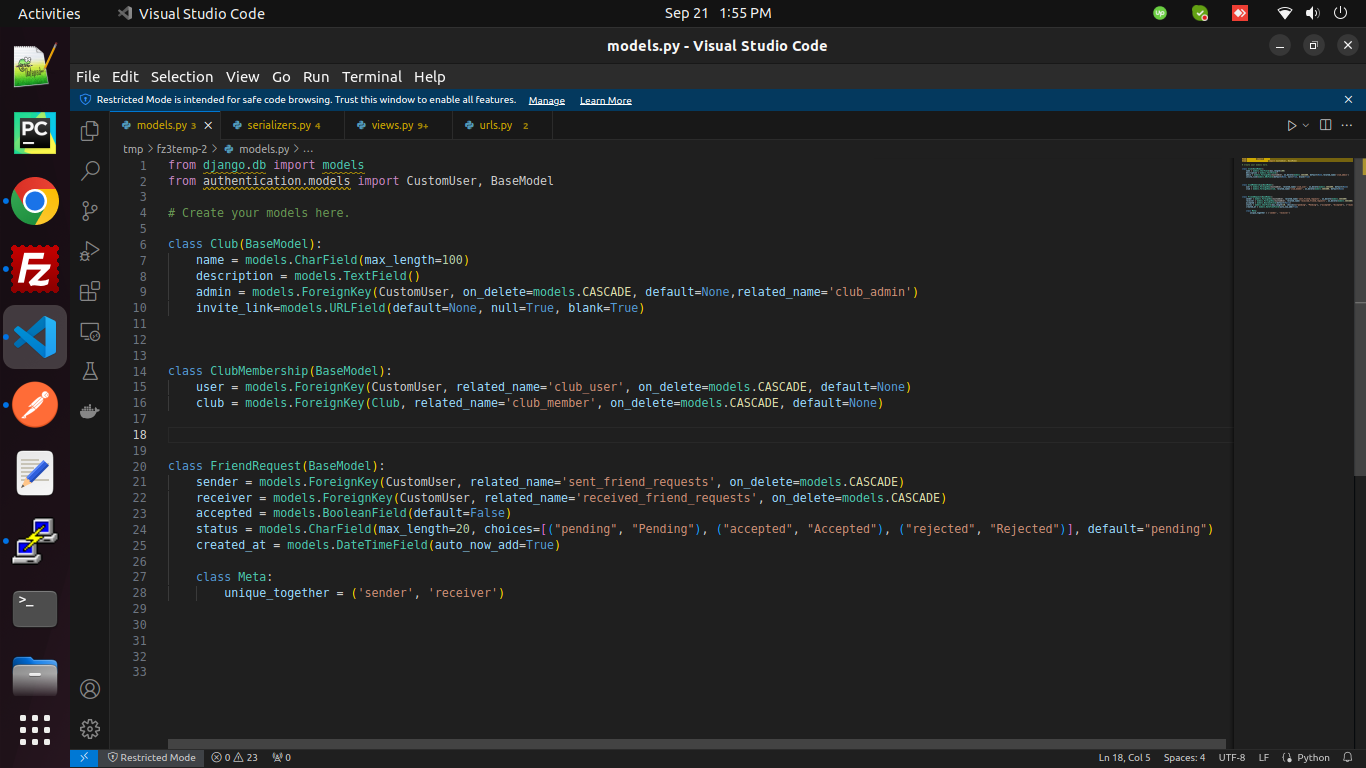 Activities Visual Studio Code Sep 21 1:55 PM
models.py - Visual Studio Code
File Edit Selection View Go Run Terminal Help
Restricted Mode is intended for safe code browsing. Trust this window to enable all features. Manage Learn More
models.py 3 serializers.py 4 views.py 9+ urls.py 2
tmp > fz3temp-2 > models.py > ...
1 from django.db import models
2 from authentication.models import CustomUser, BaseModel
3
4 # Create your models here.
5
6 class Club(BaseModel):
7     name = models.CharField(max_length=100)
8     description = models.TextField()
9     admin = models.ForeignKey(CustomUser, on_delete=models.CASCADE, default=None,related_name='club_admin')
10     invite_link=models.URLField(default=None, null=True, blank=True)
11
12
13
14 class ClubMembership(BaseModel):
15     user = models.ForeignKey(CustomUser, related_name='club_user', on_delete=models.CASCADE, default=None)
16     club = models.ForeignKey(Club, related_name='club_member', on_delete=models.CASCADE, default=None)
17
18
19
20 class FriendRequest(BaseModel):
21     sender = models.ForeignKey(CustomUser, related_name='sent_friend_requests', on_delete=models.CASCADE)
22     receiver = models.ForeignKey(CustomUser, related_name='received_friend_requests', on_delete=models.CASCADE)
23     accepted = models.BooleanField(default=False)
24     status = models.CharField(max_length=20, choices=[("pending", "Pending"), ("accepted", "Accepted"), ("rejected", "Rejected")], default="pending")
25     created_at = models.DateTimeField(auto_now_add=True)
26
27     class Meta:
28         unique_together = ('sender', 'receiver')
29
30
31
32
33
Restricted Mode 0 23 0 Ln 18, Col 5 Spaces: 4 UTF-8 LF Python
PC
Fz
>_
up